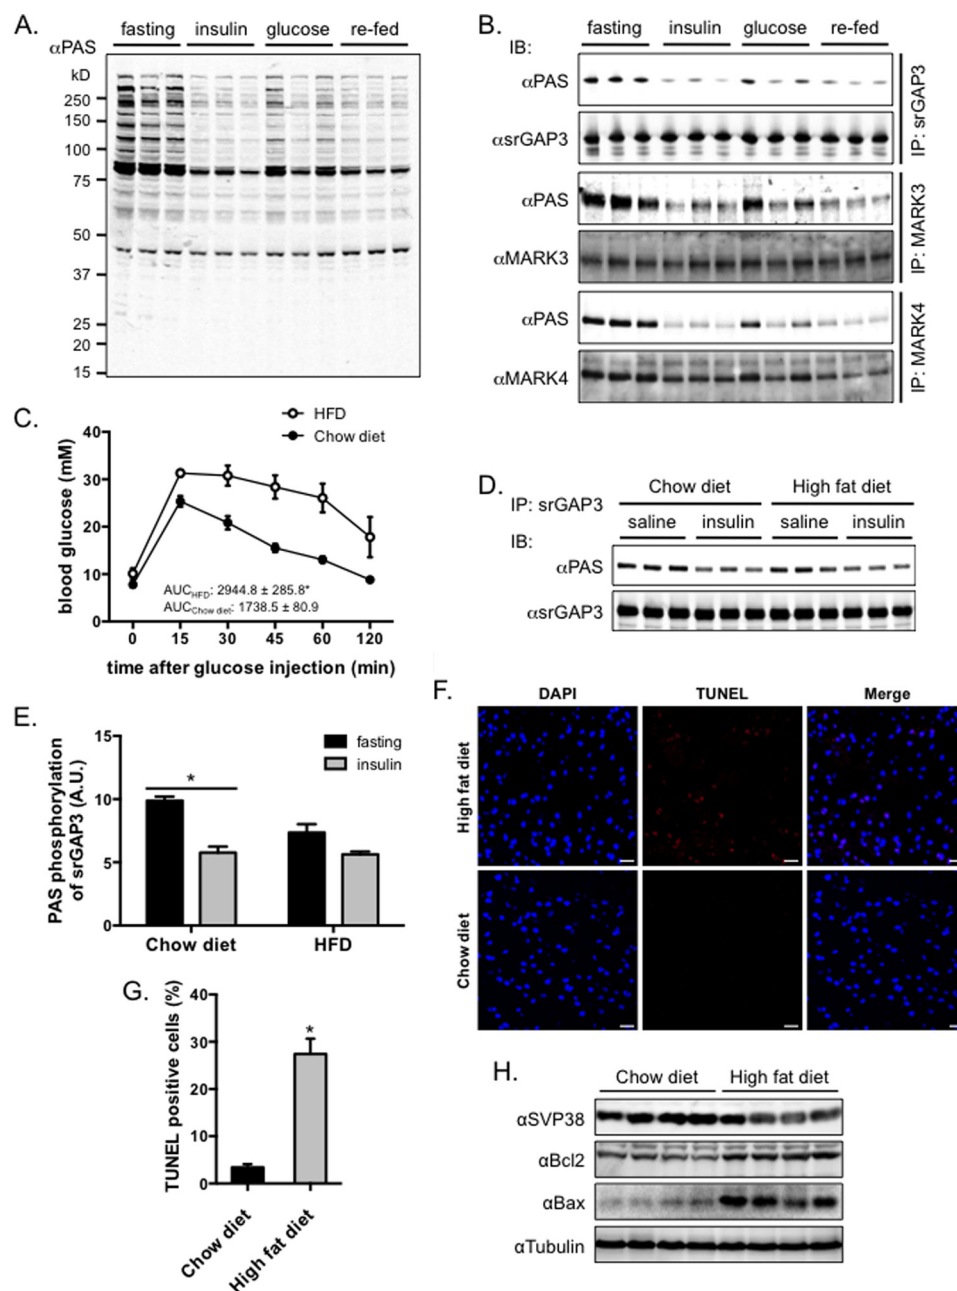 A.
fasting insulin glucose re-fed
αPAS
kD
250
150
100
75
50
37
25
20
15
B.
IB:
fasting insulin glucose re-fed
αPAS
αsrGAP3
IP: srGAP3
αPAS
αMARK3
IP: MARK3
αPAS
αMARK4
IP: MARK4
C.
HFD
Chow diet
blood glucose (mM)
40
30
20
10
0
AUCHFD: 2944.8 ± 285.8*
AUCChow diet: 1738.5 ± 80.9
0 15 30 45 60 120
time after glucose injection (min)
D.
Chow diet High fat diet
IP: srGAP3
saline insulin saline insulin
IB:
αPAS
αsrGAP3
E.
PAS phosphorylation
of srGAP3 (A.U.)
15
10
5
0
fasting
insulin
*
Chow diet HFD
F.
DAPI TUNEL Merge
High fat diet
Chow diet
G.
TUNEL positive cells (%)
40
30
20
10
0
*
Chow diet
High fat diet
H.
Chow diet High fat diet
αSVP38
αBcl2
αBax
αTubulin